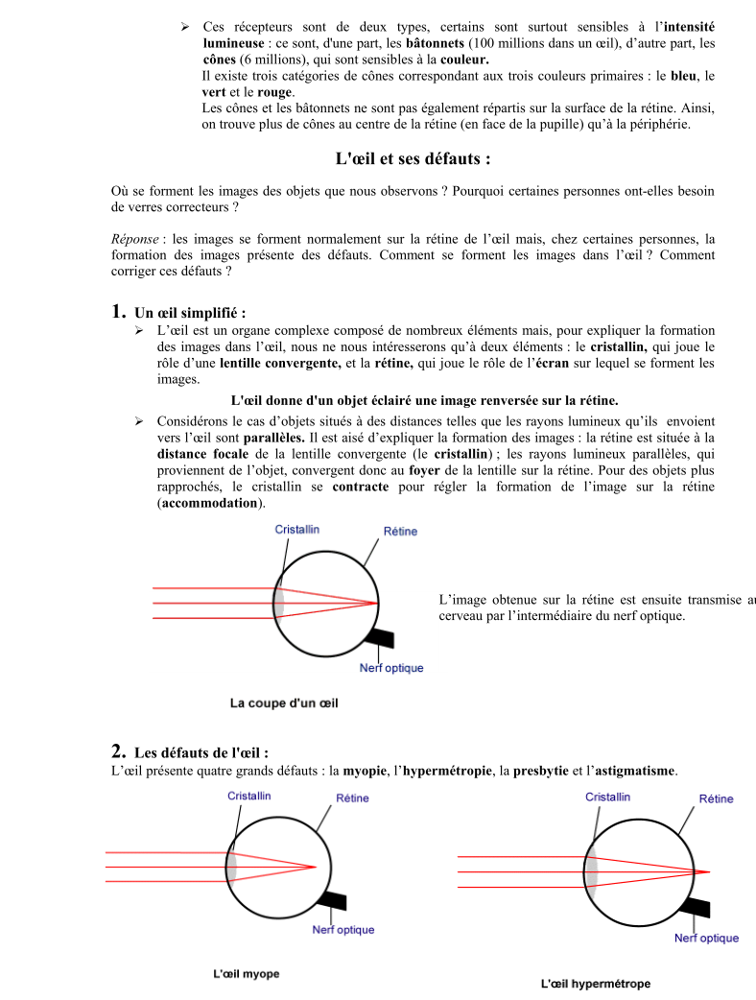 ➢ Ces récepteurs sont de deux types, certains sont surtout sensibles à l’intensité
lumineuse : ce sont, d'une part, les bâtonnets (100 millions dans un œil), d’autre part, les
cônes (6 millions), qui sont sensibles à la couleur.
Il existe trois catégories de cônes correspondant aux trois couleurs primaires : le bleu, le
vert et le rouge.
Les cônes et les bâtonnets ne sont pas également répartis sur la surface de la rétine. Ainsi,
on trouve plus de cônes au centre de la rétine (en face de la pupille) qu’à la périphérie.
L'œil et ses défauts :
Où se forment les images des objets que nous observons ? Pourquoi certaines personnes ont-elles besoin
de verres correcteurs ?
Réponse : les images se forment normalement sur la rétine de l’œil mais, chez certaines personnes, la
formation des images présente des défauts. Comment se forment les images dans l’œil ? Comment
corriger ces défauts ?
1. Un œil simplifié :
➢ L’œil est un organe complexe composé de nombreux éléments mais, pour expliquer la formation
des images dans l’œil, nous ne nous intéresserons qu’à deux éléments : le cristallin, qui joue le
rôle d’une lentille convergente, et la rétine, qui joue le rôle de l’écran sur lequel se forment les
images.
L'œil donne d'un objet éclairé une image renversée sur la rétine.
➢ Considérons le cas d’objets situés à des distances telles que les rayons lumineux qu’ils envoient
vers l’œil sont parallèles. Il est aisé d’expliquer la formation des images : la rétine est située à la
distance focale de la lentille convergente (le cristallin) ; les rayons lumineux parallèles, qui
proviennent de l’objet, convergent donc au foyer de la lentille sur la rétine. Pour des objets plus
rapprochés, le cristallin se contracte pour régler la formation de l’image sur la rétine
(accommodation).
Cristallin Rétine
L’image obtenue sur la rétine est ensuite transmise au
cerveau par l’intermédiaire du nerf optique.
Nerf optique
La coupe d'un œil
2. Les défauts de l'œil :
L’œil présente quatre grands défauts : la myopie, l’hypermétropie, la presbytie et l’astigmatisme.
Cristallin Rétine
Nerf optique
L'œil myope
Cristallin Rétine
Nerf optique
L'œil hypermétrope